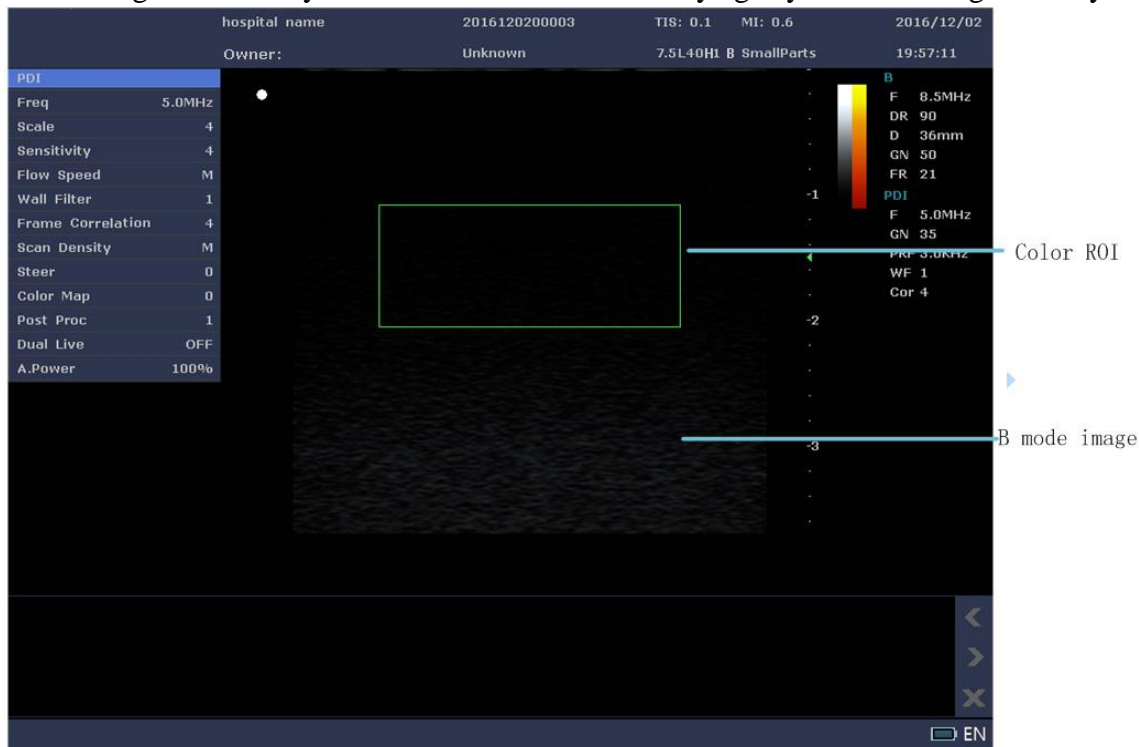 hospital name 2016120200003 TIS: 0.1 MI: 0.6 2016/12/02
Owner: Unknown 7.5L40H1 B SmallParts 19:57:11
PDI
Freq 5.0MHz
Scale 4
Sensitivity 4
Flow Speed M
Wall Filter 1
Frame Correlation 4
Scan Density M
Steer 0
Color Map 0
Post Proc 1
Dual Live OFF
A.Power 100%
-1
-2
-3
B
F 8.5MHz
DR 90
D 36mm
GN 50
FR 21
PDI
F 5.0MHz
GN 35
PRF 3.0KHz
WF 1
Cor 4
Color ROI
B mode image
EN